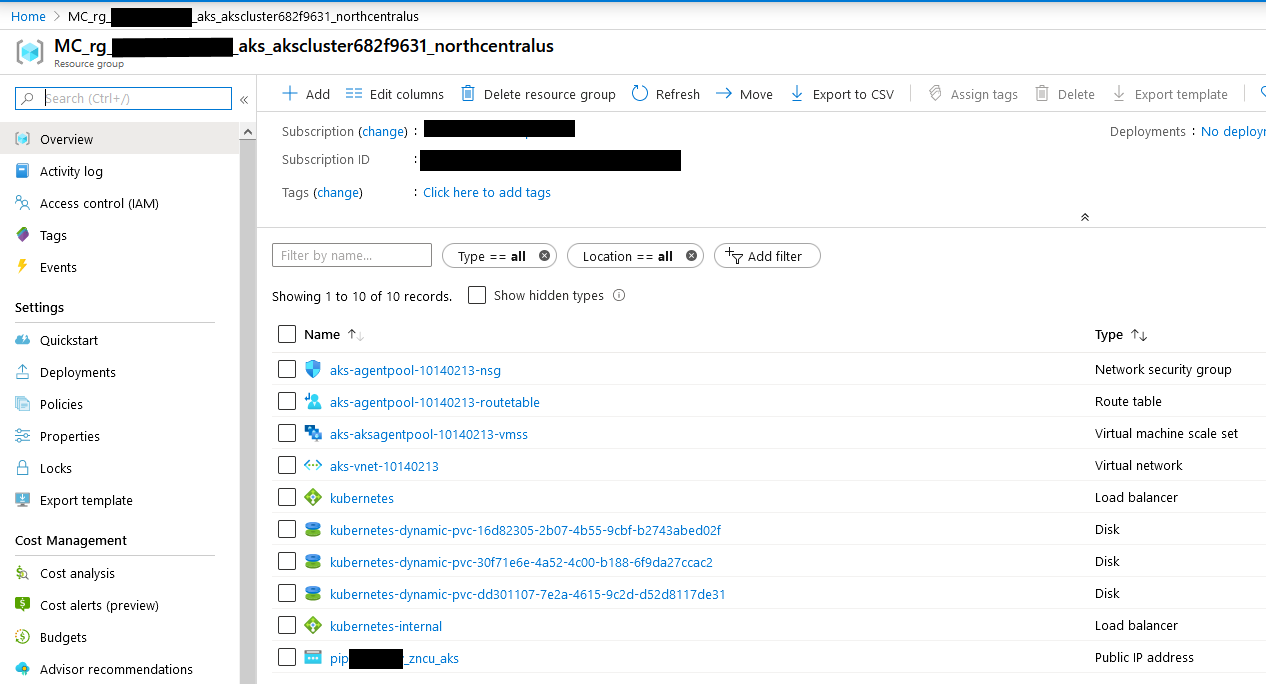 Home > MC_rg_ _aks_akscluster682f9631_northcentralus
MC_rg_ _aks_akscluster682f9631_northcentralus
Resource group
Search (Ctrl+/)
«
Add
Edit columns
Delete resource group
Refresh
Move
Export to CSV
Assign tags
Delete
Export template
Overview
Activity log
Access control (IAM)
Tags
Events
Settings
Quickstart
Deployments
Policies
Properties
Locks
Export template
Cost Management
Cost analysis
Cost alerts (preview)
Budgets
Advisor recommendations
Subscription (change) :
Deployments : No deploym
Subscription ID :
Tags (change) : Click here to add tags
Filter by name...
Type == all
Location == all
Add filter
Showing 1 to 10 of 10 records.
Show hidden types
Name ↑↓ Type ↑↓
aks-agentpool-10140213-nsg Network security group
aks-agentpool-10140213-routetable Route table
aks-aksagentpool-10140213-vmss Virtual machine scale set
aks-vnet-10140213 Virtual network
kubernetes Load balancer
kubernetes-dynamic-pvc-16d82305-2b07-4b55-9cbf-b2743abed02f Disk
kubernetes-dynamic-pvc-30f71e6e-4a52-4c00-b188-6f9da27ccac2 Disk
kubernetes-dynamic-pvc-dd301107-7e2a-4615-9c2d-d52d8117de31 Disk
kubernetes-internal Load balancer
pip _zncu_aks Public IP address